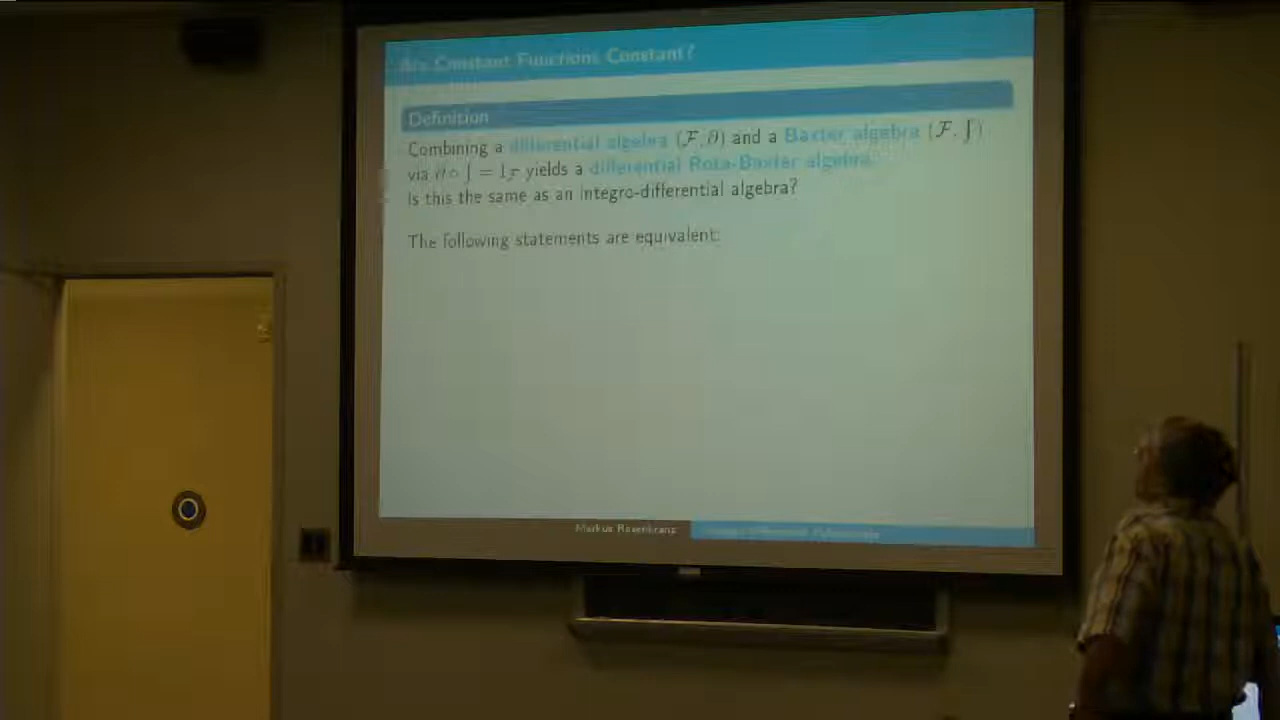 Are Constant Functions Constant?
Definition
Combining a differential algebra (ℱ, ∂) and a Baxter algebra (ℱ, ∫)
via ∂ ∘ ∫ = 1_ℱ yields a differential Rota-Baxter algebra.
Is this the same as an integro-differential algebra?
The following statements are equivalent:
Markus Rosenkranz